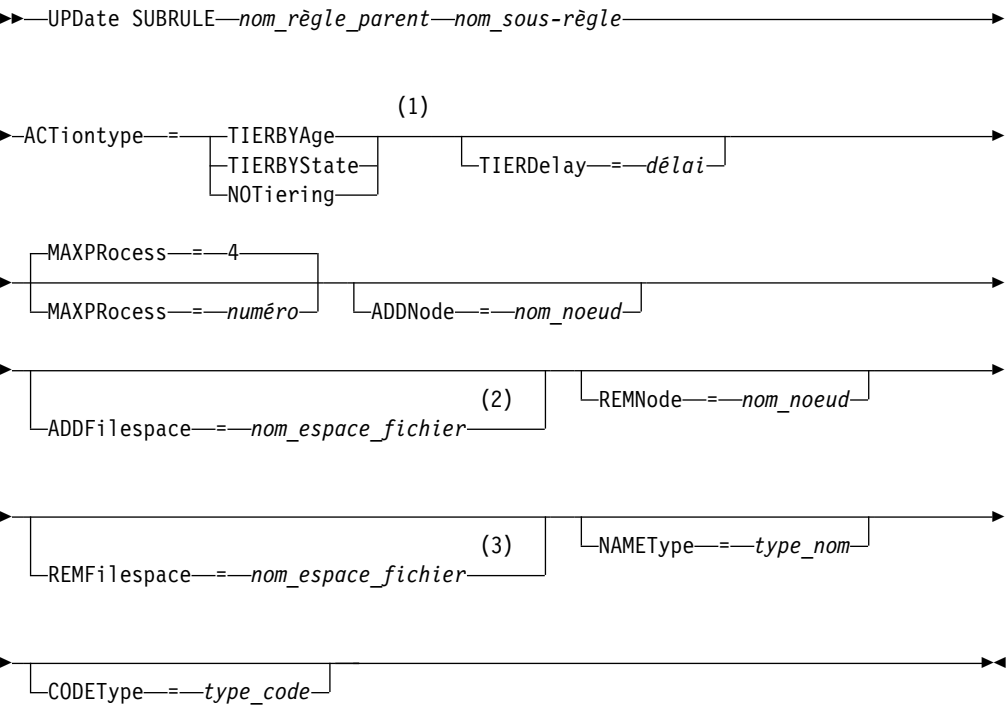 UPDate SUBRULE nom_règle_parent nom_sous-règle
(1)
ACTiontype = TIERBYAge
TIERBYState
NOTiering
TIERDelay = délai
MAXPRocess = 4
MAXPRocess = numéro
ADDNode = nom_noeud
(2)
ADDFilespace = nom_espace_fichier
REMNode = nom_noeud
(3)
REMFilespace = nom_espace_fichier
NAMEType = type_nom
CODEType = type_code